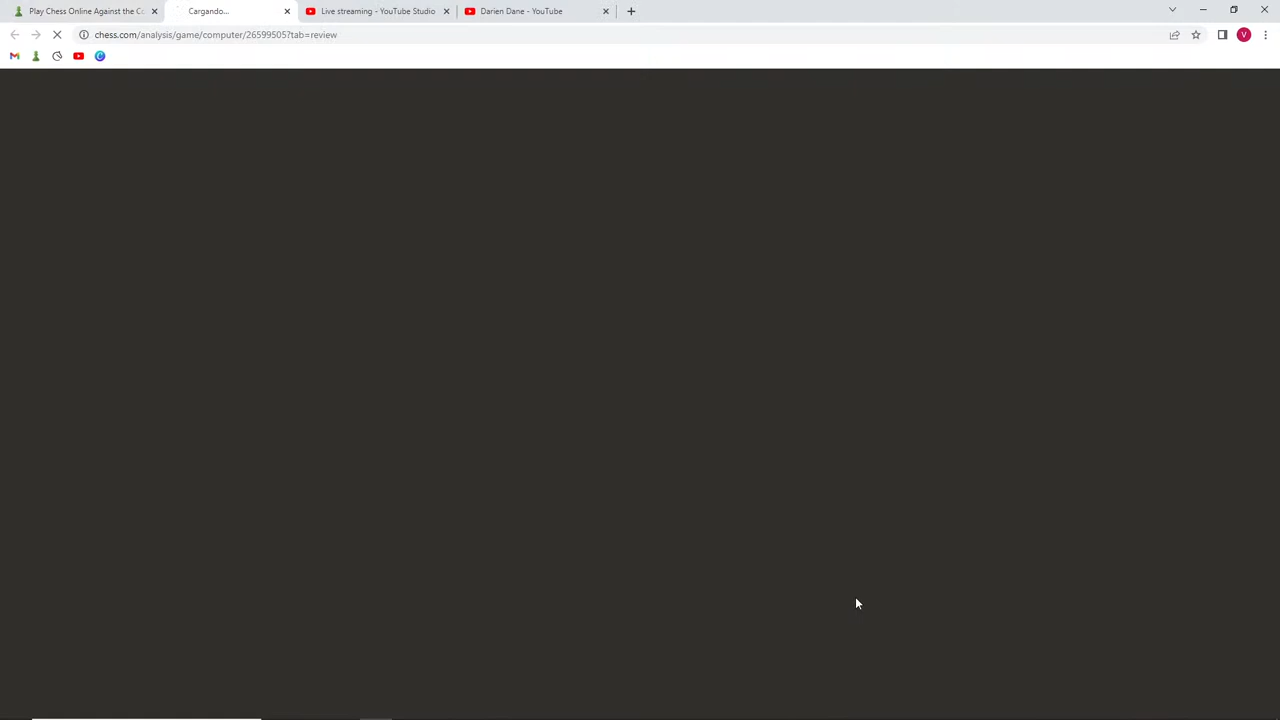 Play Chess Online Against the Co
Cargando...
Live streaming - YouTube Studio
Darien Dane - YouTube
chess.com/analysis/game/computer/26599505?tab=review
V